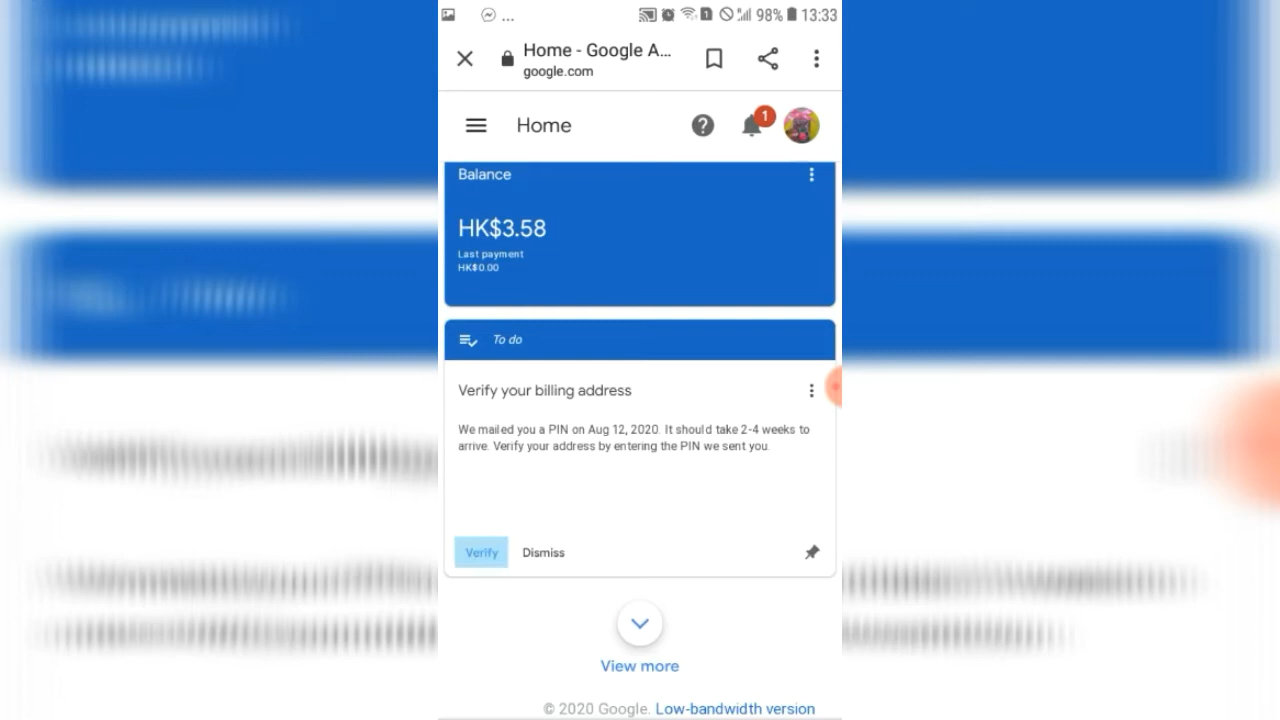 ... 98% 13:33
Home - Google A...
google.com
Home
1
Balance
HK$3.58
Last payment
HK$0.00
To do
Verify your billing address
We mailed you a PIN on Aug 12, 2020. It should take 2-4 weeks to
arrive. Verify your address by entering the PIN we sent you.
Verify Dismiss
View more
© 2020 Google. Low-bandwidth version